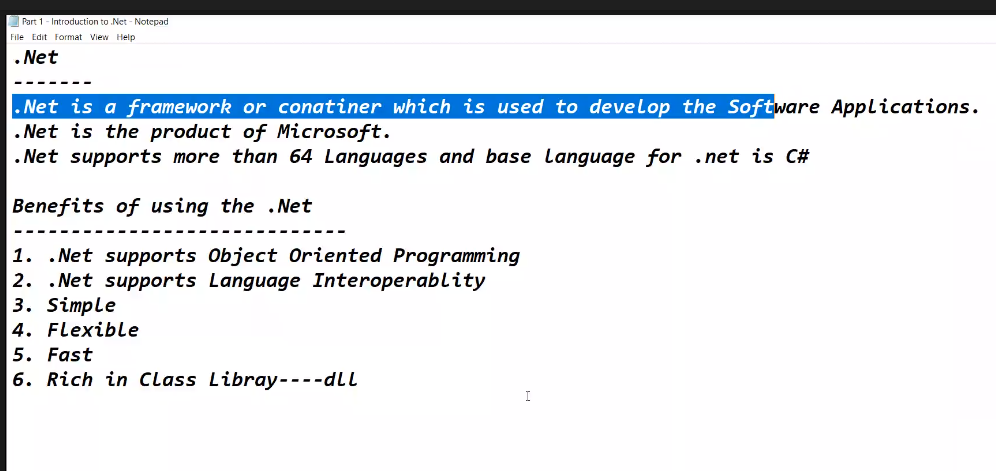 Part 1 - Introduction to .Net - Notepad
File Edit Format View Help
.Net
-------
.Net is a framework or conatiner which is used to develop the Software Applications.
.Net is the product of Microsoft.
.Net supports more than 64 Languages and base language for .net is C#
Benefits of using the .Net
-----------------------------
1. .Net supports Object Oriented Programming
2. .Net supports Language Interoperablity
3. Simple
4. Flexible
5. Fast
6. Rich in Class Libray----dll